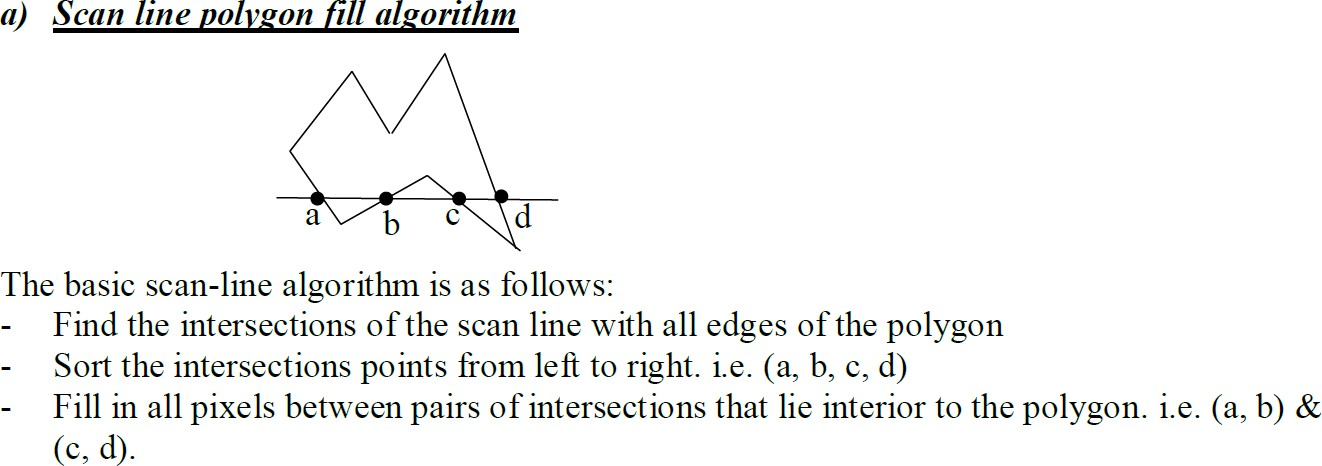 a) Scan line polygon fill algorithm
a b c d
The basic scan-line algorithm is as follows:
- Find the intersections of the scan line with all edges of the polygon
- Sort the intersections points from left to right. i.e. (a, b, c, d)
- Fill in all pixels between pairs of intersections that lie interior to the polygon. i.e. (a, b) &
(c, d).